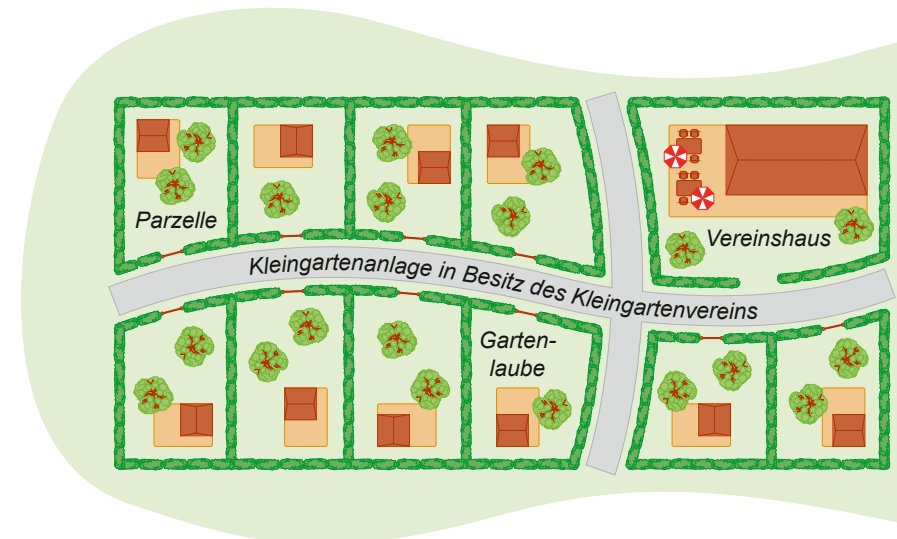 Parzelle
Vereinshaus
Kleingartenanlage in Besitz des Kleingartenvereins
Garten-
laube